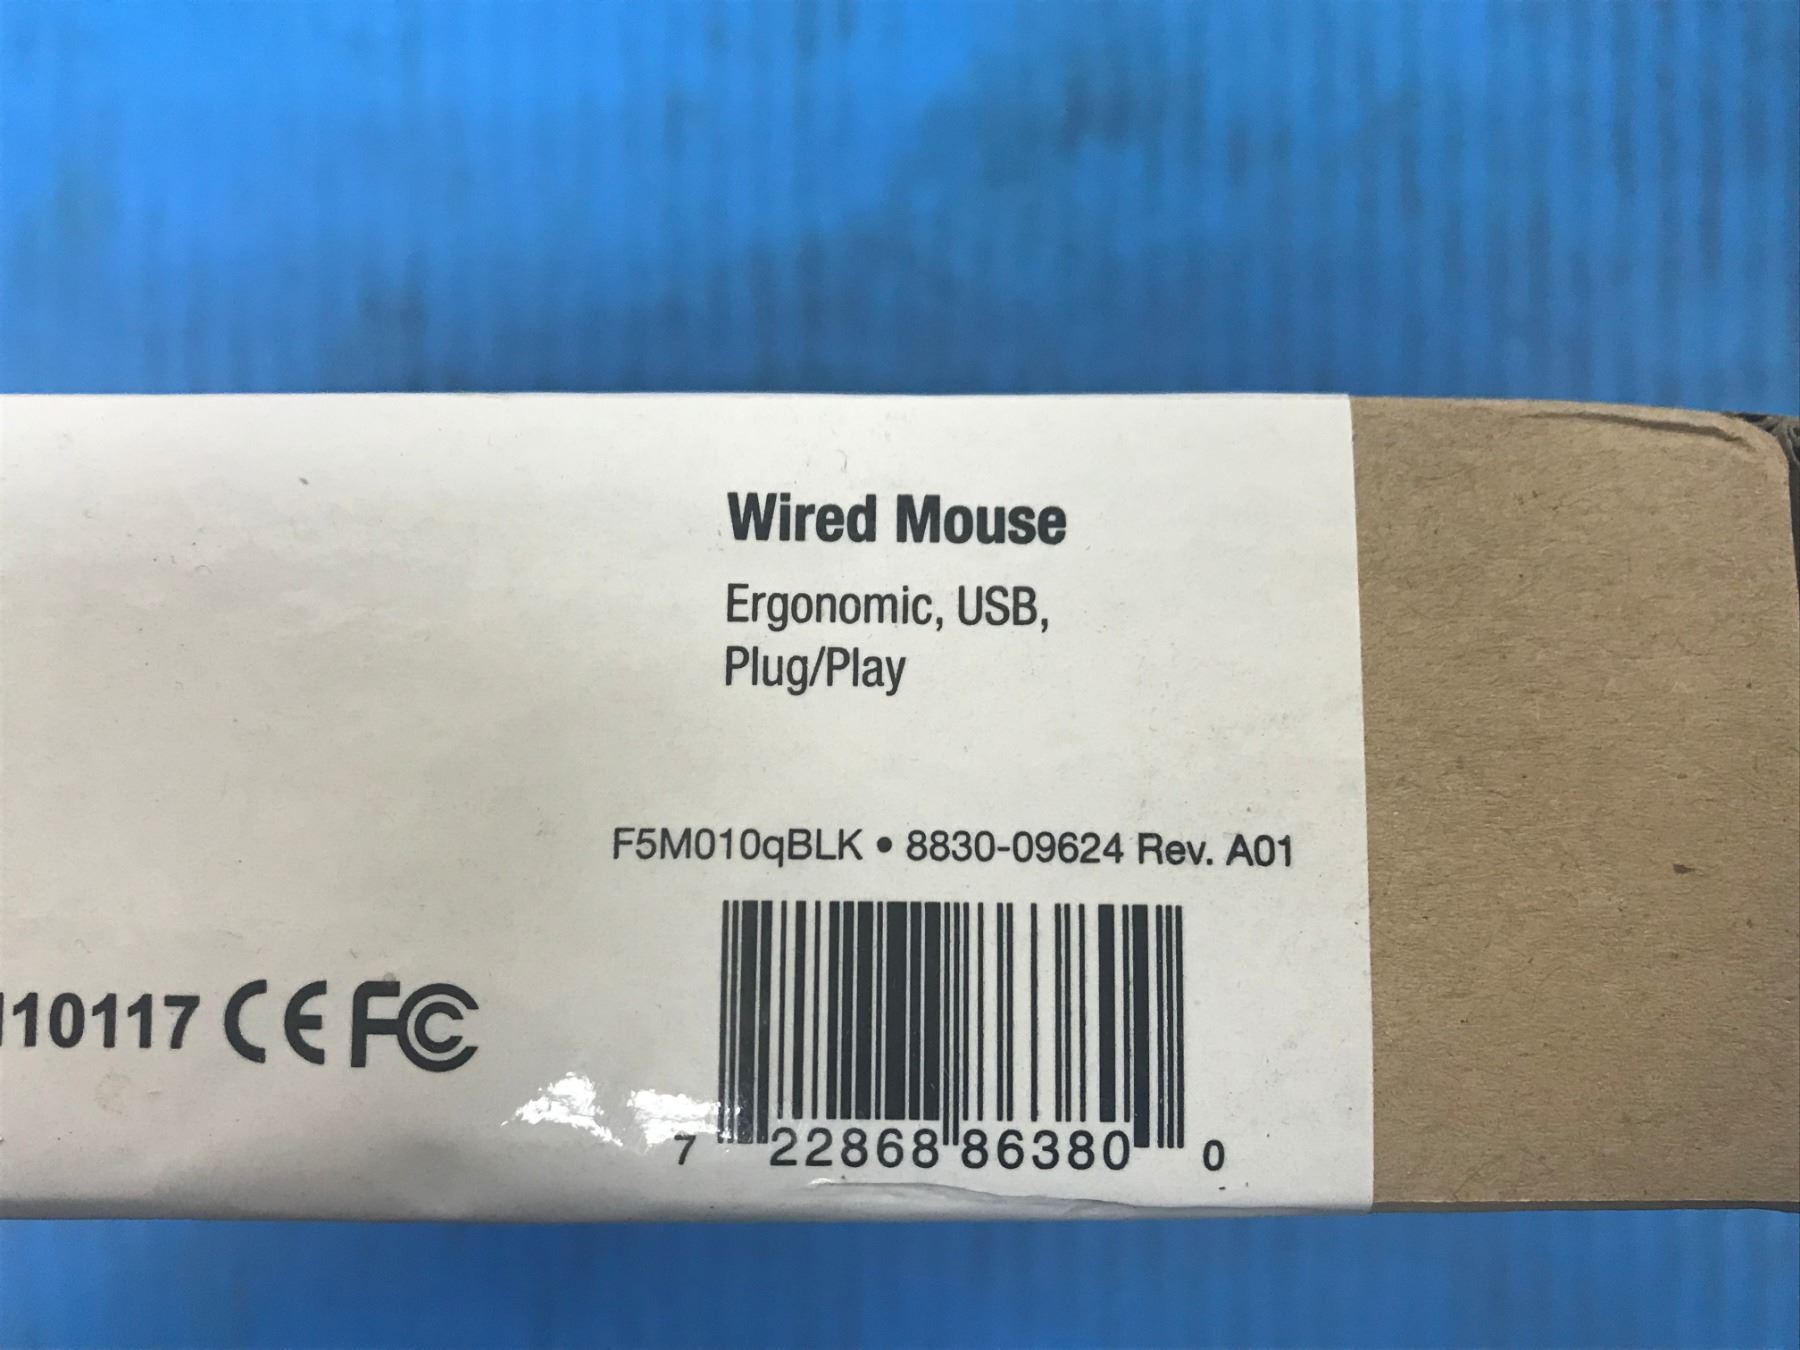 Wired Mouse
Ergonomic, USB,
Plug/Play
F5M010qBLK • 8830-09624 Rev. A01
10117 CE FC
7 22868 86380 0